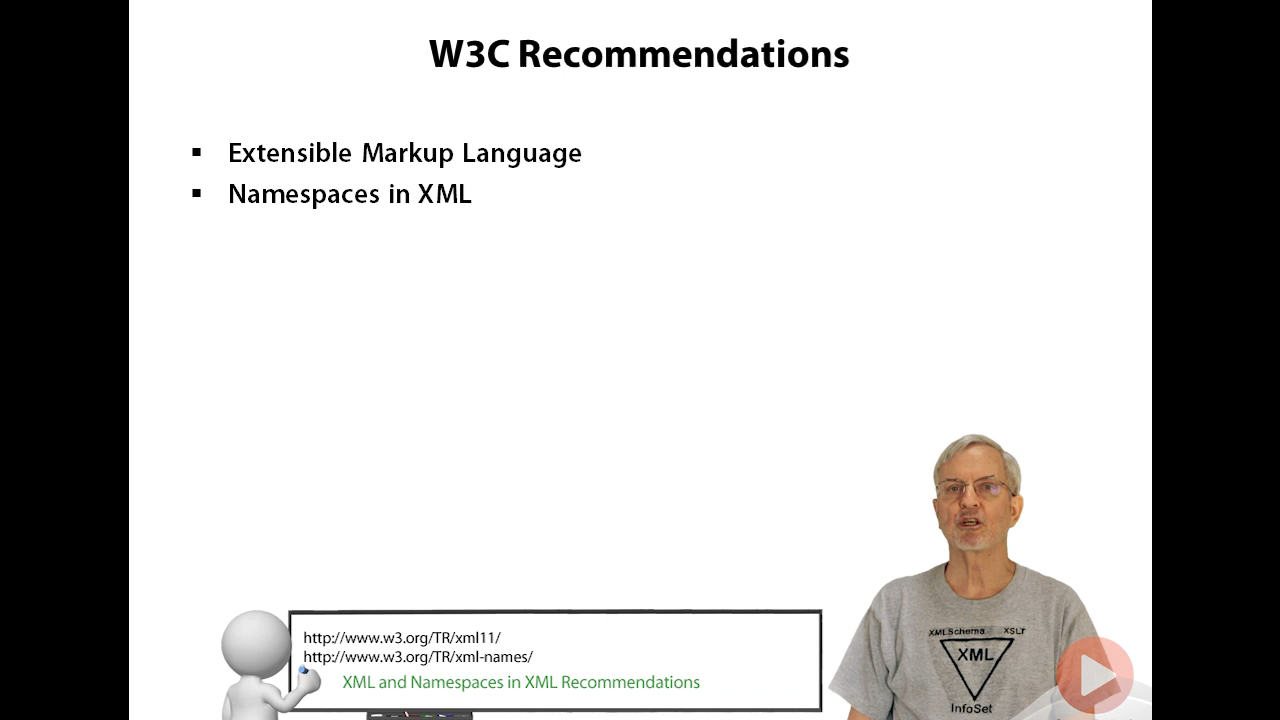 W3C Recommendations
Extensible Markup Language
Namespaces in XML
http://www.w3.org/TR/xml11/
http://www.w3.org/TR/xml-names/
XML and Namespaces in XML Recommendations
XMLSchema XSLT
XML
InfoSet